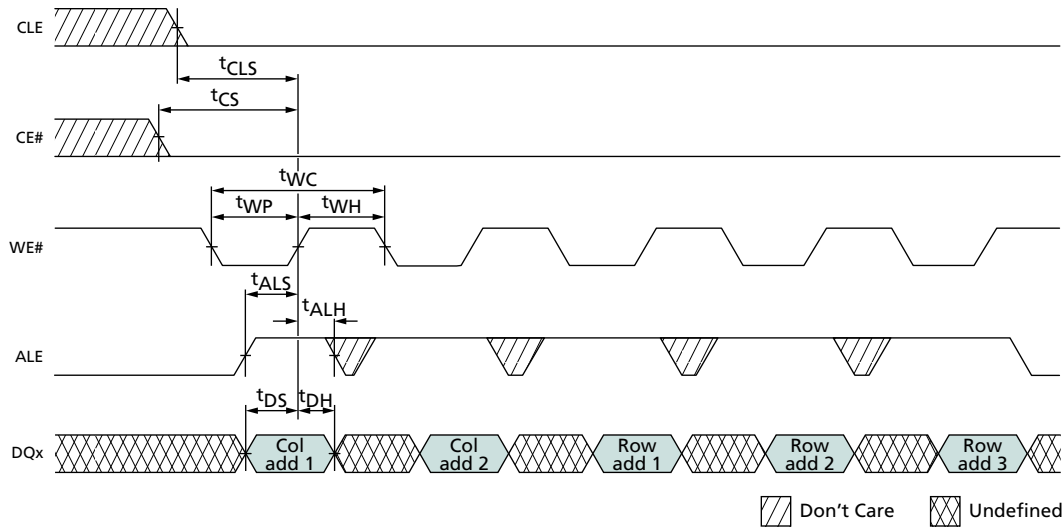 CLE
tCLS
tCS
CE#
tWC
tWP
tWH
WE#
tALS
tALH
ALE
tDS
tDH
DQx
Col
add 1
Col
add 2
Row
add 1
Row
add 2
Row
add 3
Don't Care
Undefined